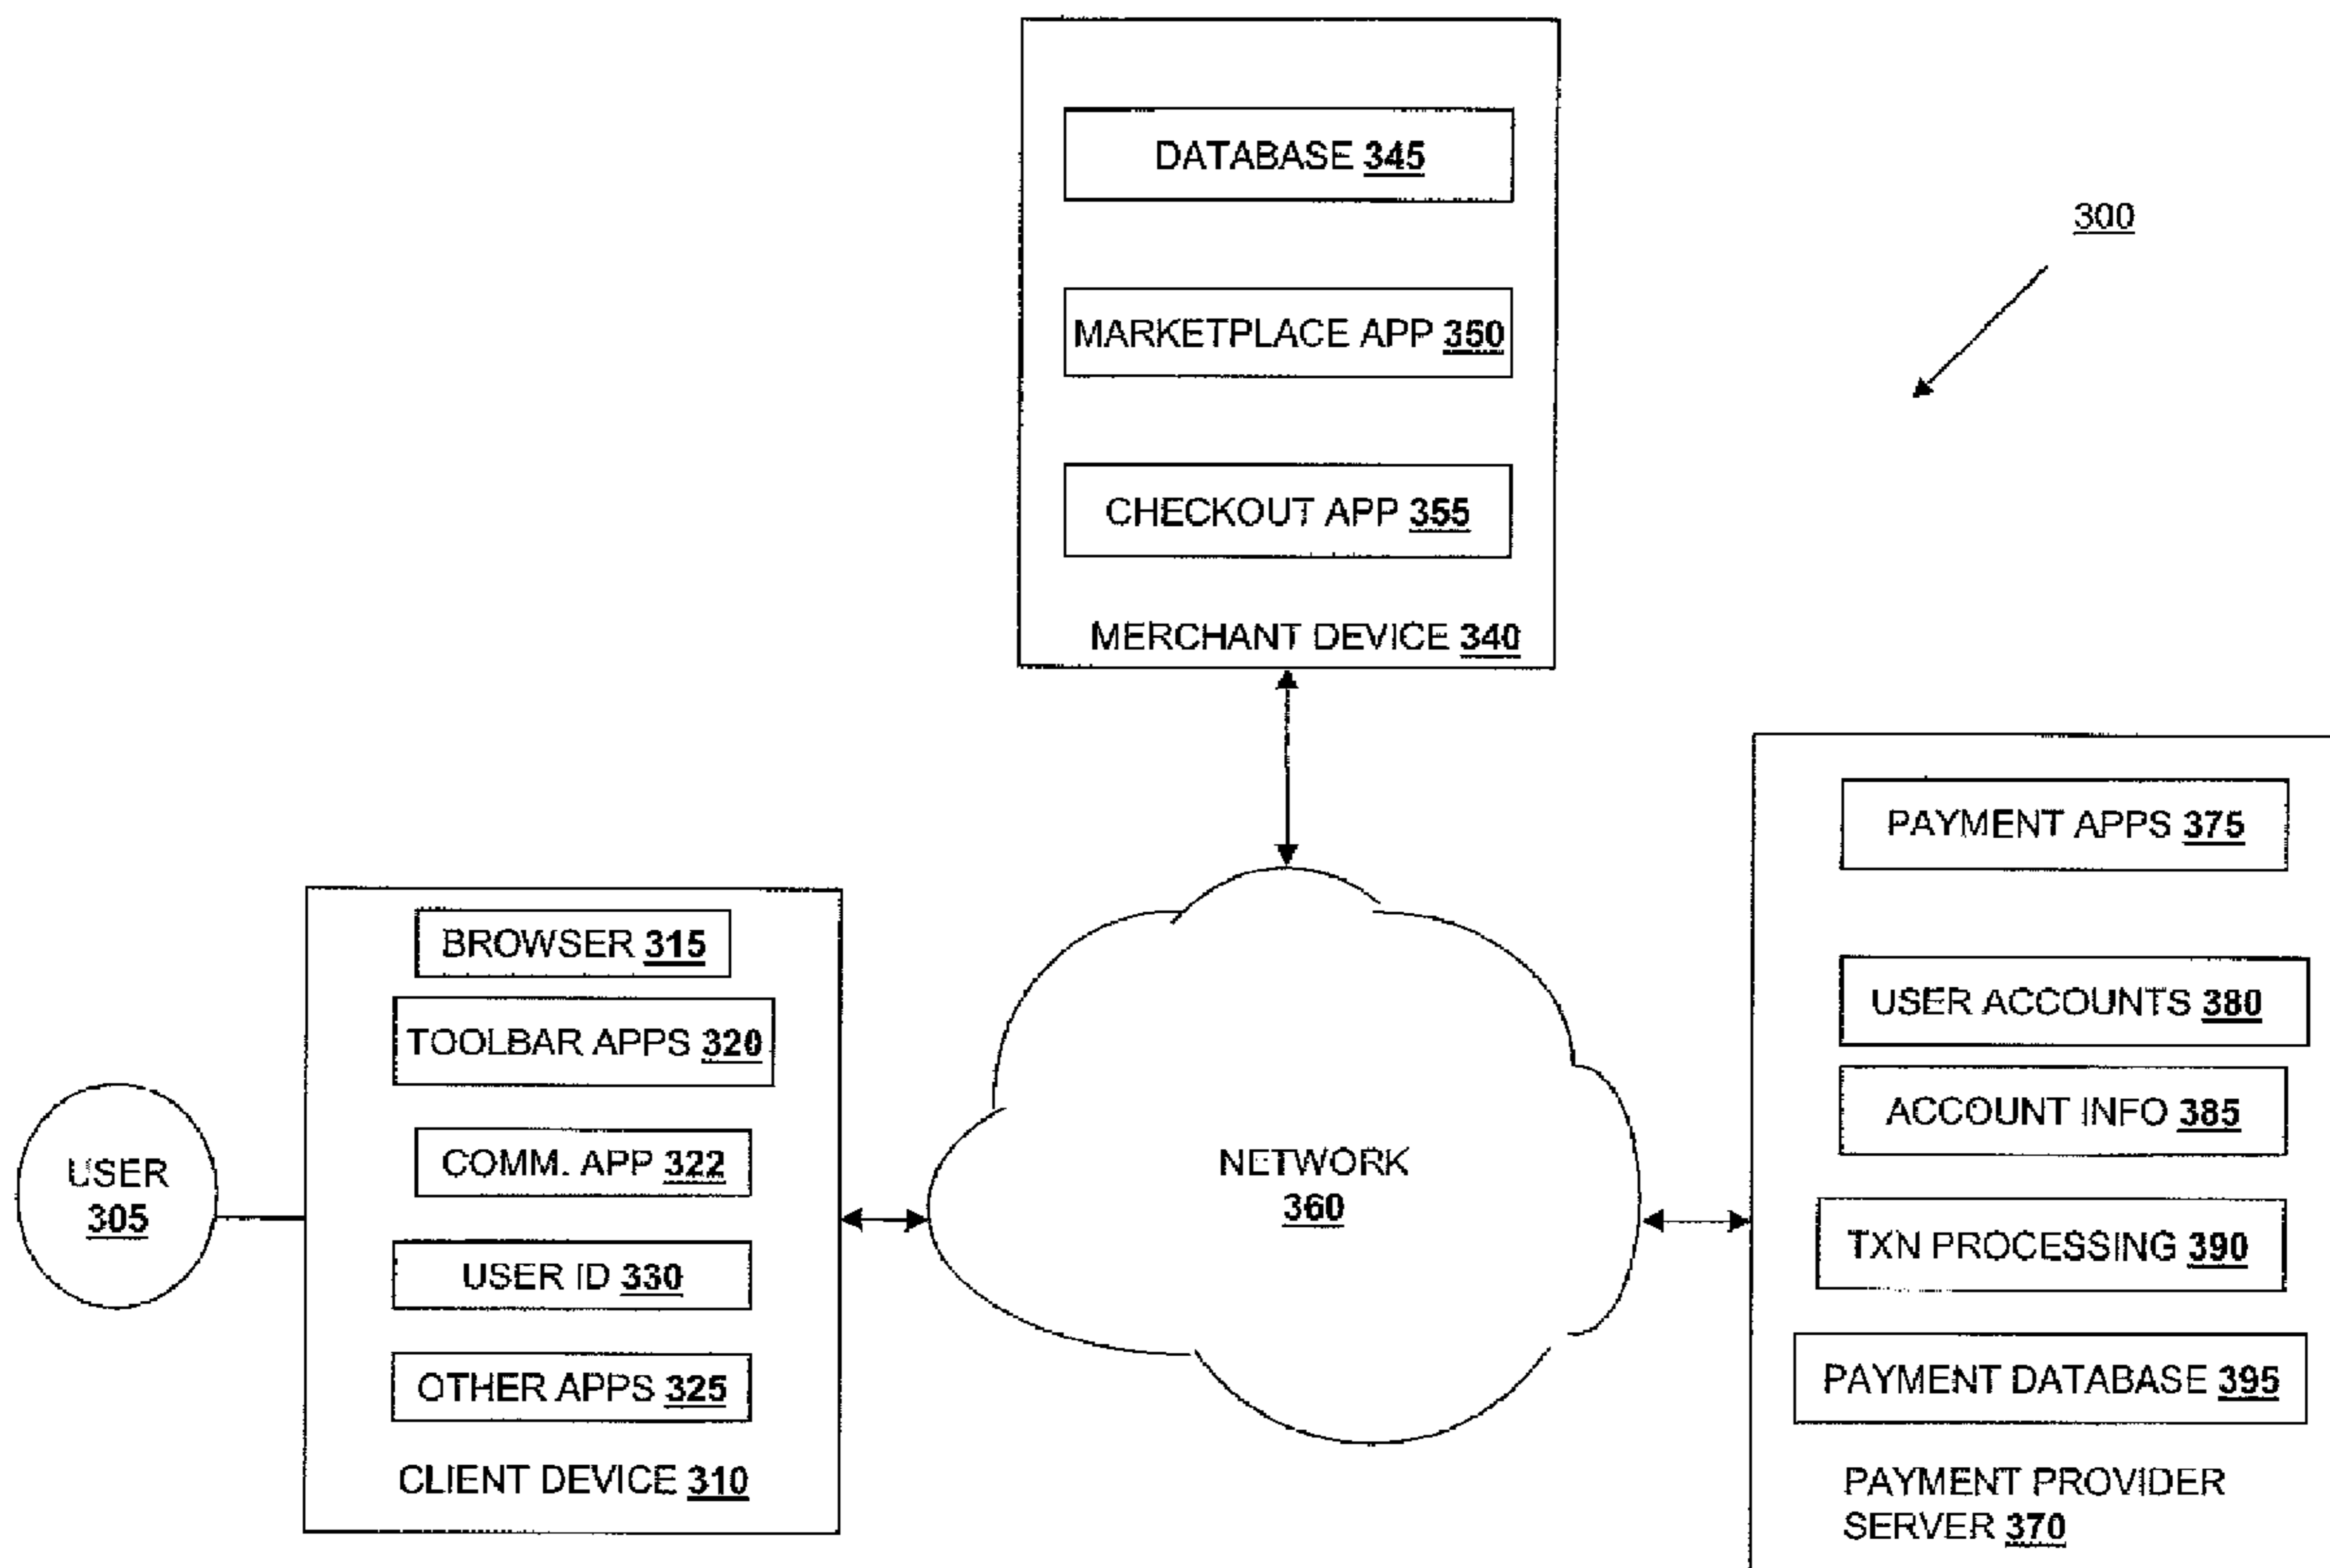 DATABASE 345
300
MARKETPLACE APP 350
CHECKOUT APP 355
MERCHANT DEVICE 340
PAYMENT APPS 375
BROWSER 315
USER ACCOUNTS 380
TOOLBAR APPS 320
ACCOUNT INFO 385
COMM. APP 322
NETWORK
360
USER
305
TXN PROCESSING 390
USER ID 330
PAYMENT DATABASE 395
OTHER APPS 325
CLIENT DEVICE 310
PAYMENT PROVIDER
SERVER 370